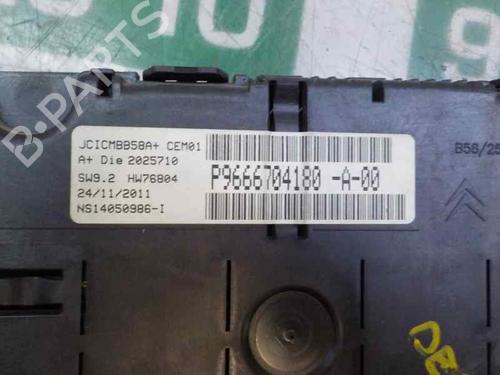 B-PARTS
JCICMBB58A+ CEM01
A+ Die 2025710
SW9.2 HW76804
24/11/2011
NS14050986-I
P9666704180 -A-00
B58/25